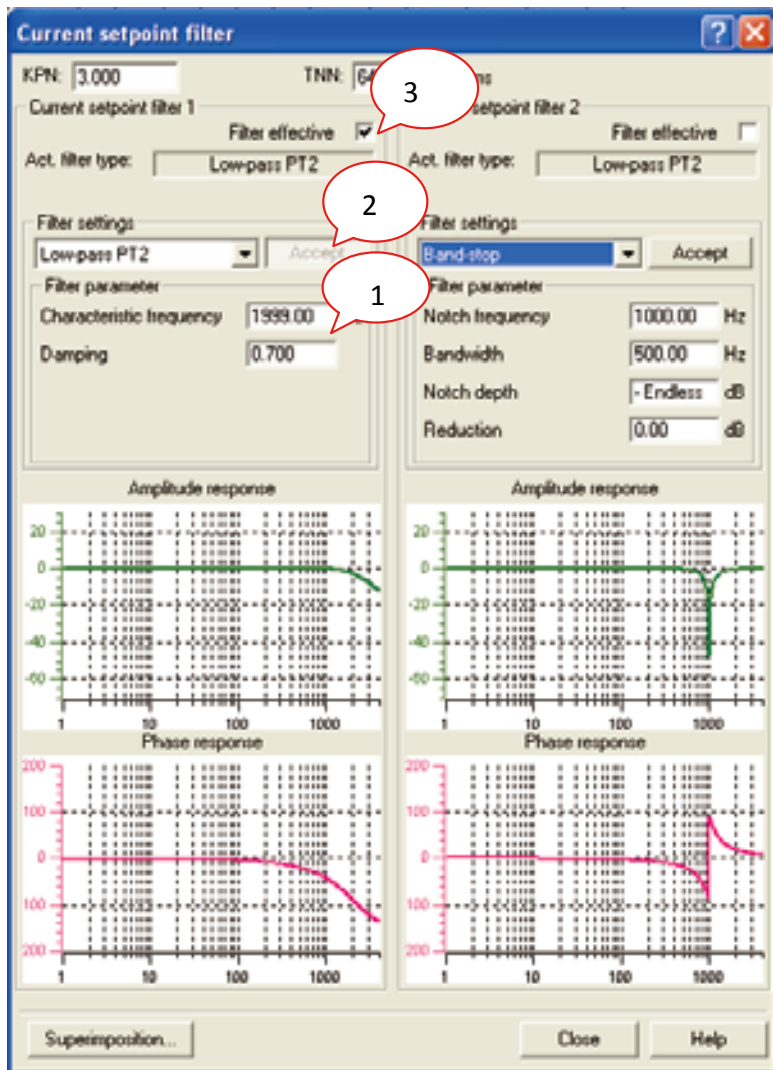 Current setpoint filter
KPN: 3.000 TNN: 64
3
Current setpoint filter 1
Filter effective
Act. filter type: Low-pass PT2
Filter settings
Low-pass PT2 Accept
2
Filter parameter
1
Characteristic frequency 1999.00
Damping 0.700
setpoint filter 2
Filter effective
Act. filter type: Low-pass PT2
Filter settings
Band-stop Accept
Filter parameter
Notch frequency 1000.00 Hz
Bandwidth 500.00 Hz
Notch depth - Endless dB
Reduction 0.00 dB
Amplitude response
20
0
-20
-40
-60
1 10 100 1000
Phase response
200
100
0
100
200
1 10 100 1000
Amplitude response
20
0
-20
-40
-60
1 10 100 1000
Phase response
200
100
0
100
200
1 10 100 1000
Superimposition... Close Help